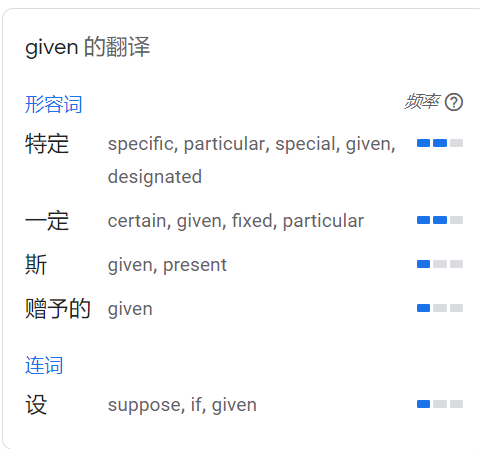 given 的翻译
形容词 频率
特定 specific, particular, special, given,
designated
一定 certain, given, fixed, particular
斯 given, present
赠予的 given
连词
设 suppose, if, given